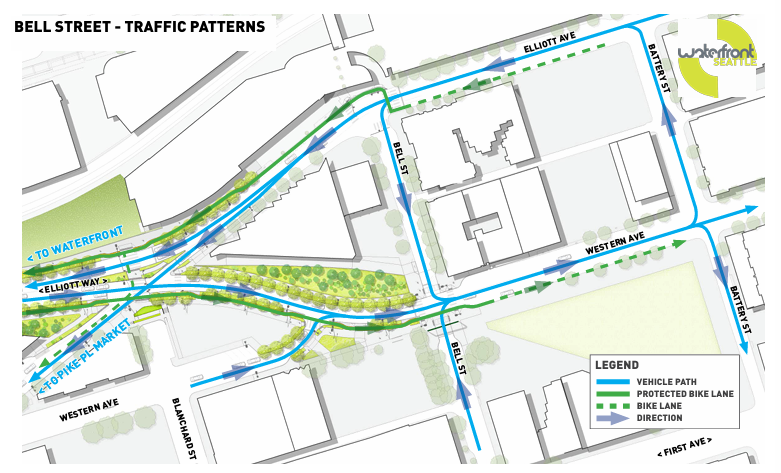 BELL STREET - TRAFFIC PATTERNS
waterfront
SEATTLE
ELLIOTT AVE
BATTERY ST
BELL ST
< TO WATERFRONT
WESTERN AVE
< ELLIOTT WAY >
< TO PIKE PL MARKET
BATTERY ST
BELL ST
WESTERN AVE
BLANCHARD ST
< FIRST AVE >
LEGEND
VEHICLE PATH
PROTECTED BIKE LANE
BIKE LANE
DIRECTION